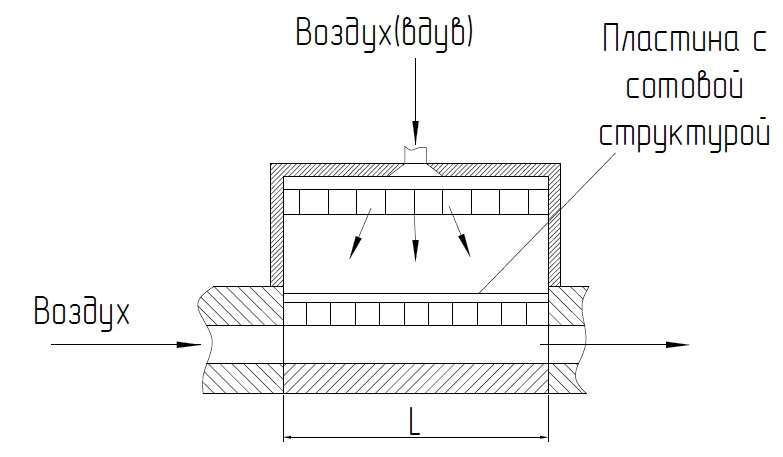 Воздух(вдув)
Пластина с
сотовой
структурой
Воздух
L